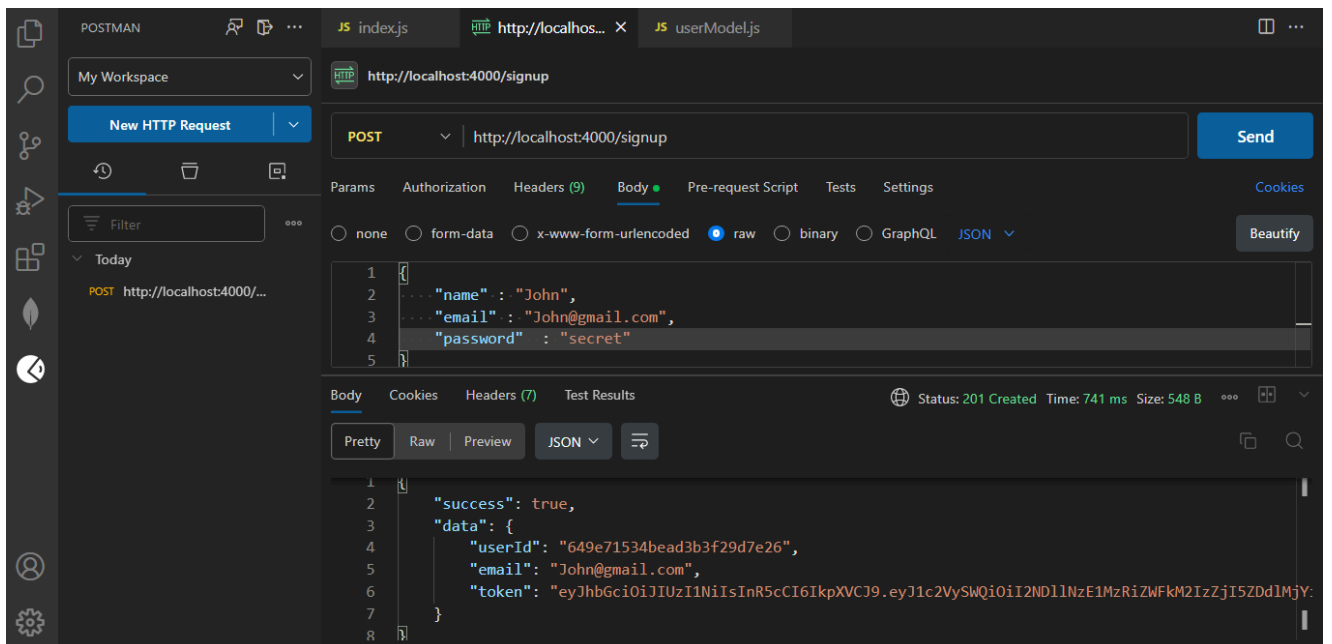 POSTMAN
My Workspace
New HTTP Request
Filter
Today
POST http://localhost:4000/...
JS index.js
HTTP http://localhos...
JS userModel.js
HTTP http://localhost:4000/signup
POST http://localhost:4000/signup
Send
Params Authorization Headers (9) Body Pre-request Script Tests Settings Cookies
none form-data x-www-form-urlencoded raw binary GraphQL JSON Beautify
1 {
2 "name" : "John",
3 "email" : "John@gmail.com",
4 "password" : "secret"
5 }
Body Cookies Headers (7) Test Results Status: 201 Created Time: 741 ms Size: 548 B
Pretty Raw Preview JSON
1 {
2 "success": true,
3 "data": {
4 "userId": "649e71534bead3b3f29d7e26",
5 "email": "John@gmail.com",
6 "token": "eyJhbGciOiJIUzI1NiIsInR5cCI6IkpXVCJ9.eyJ1c2VySWQiOiI2NDllNzE1MzRiZWFkM2IzZjI5ZDdlMjY
7 }
8 }